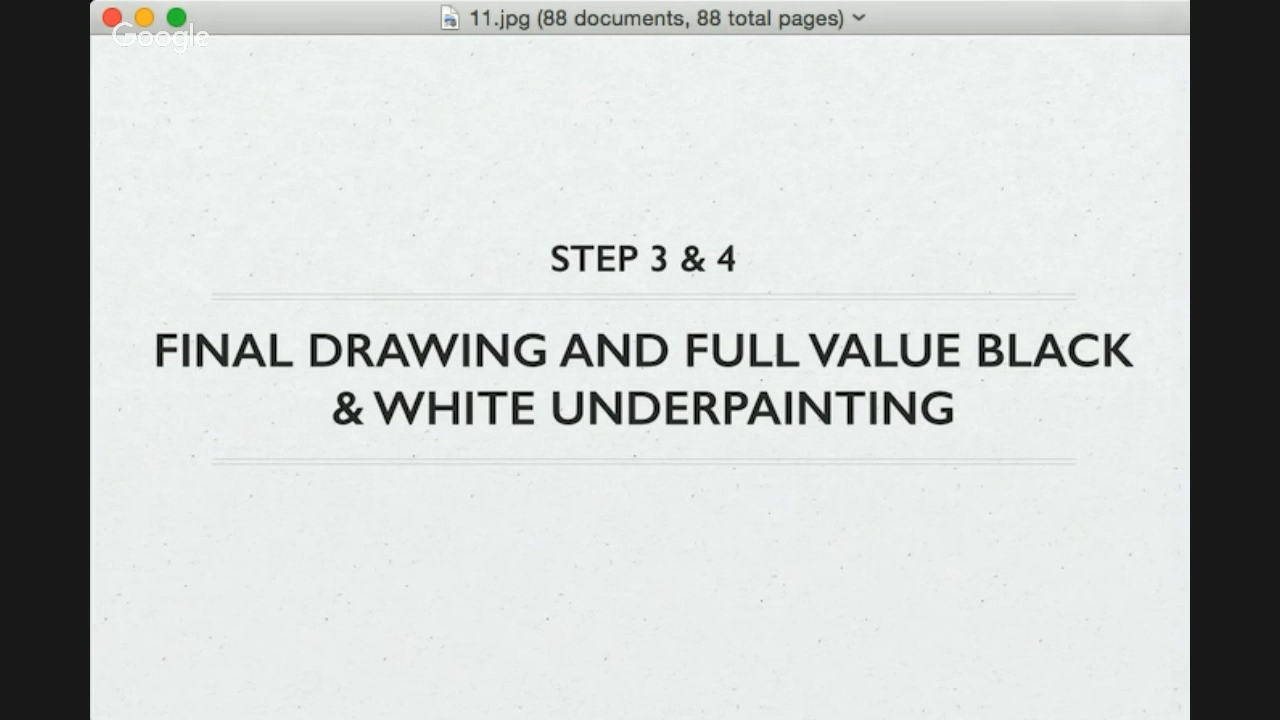 11.jpg (88 documents, 88 total pages)
Google
STEP 3 & 4
FINAL DRAWING AND FULL VALUE BLACK
& WHITE UNDERPAINTING